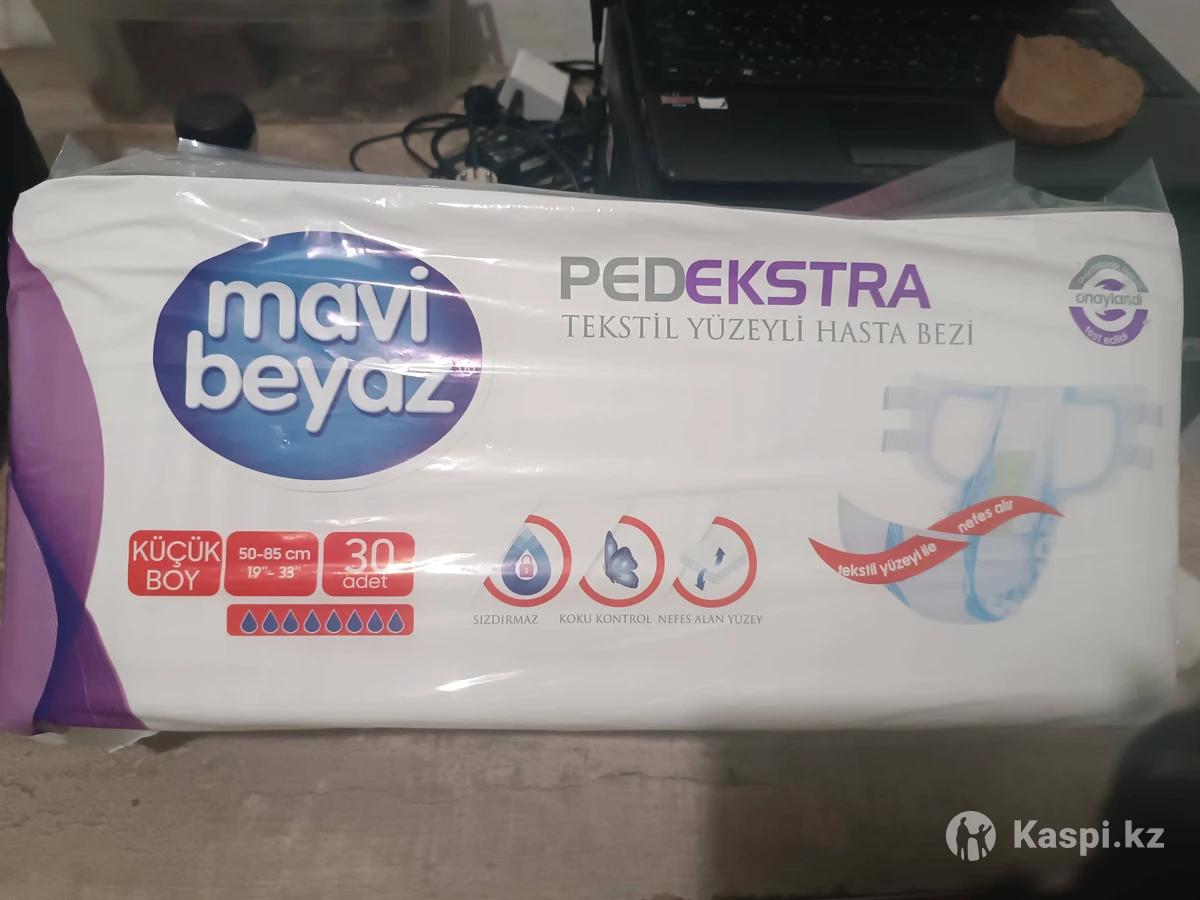 mavi
beyaz
PEDEKSTRA
TEKSTİL YÜZEYLİ HASTA BEZİ
onaylandı
test edildi
KÜÇÜK
BOY
50-85 cm
19"- 33"
30
adet
SIZDIRMAZ
KOKU KONTROL
NEFES ALAN YÜZEY
tekstil yüzeyi ile
nefes alır
Kaspi.kz